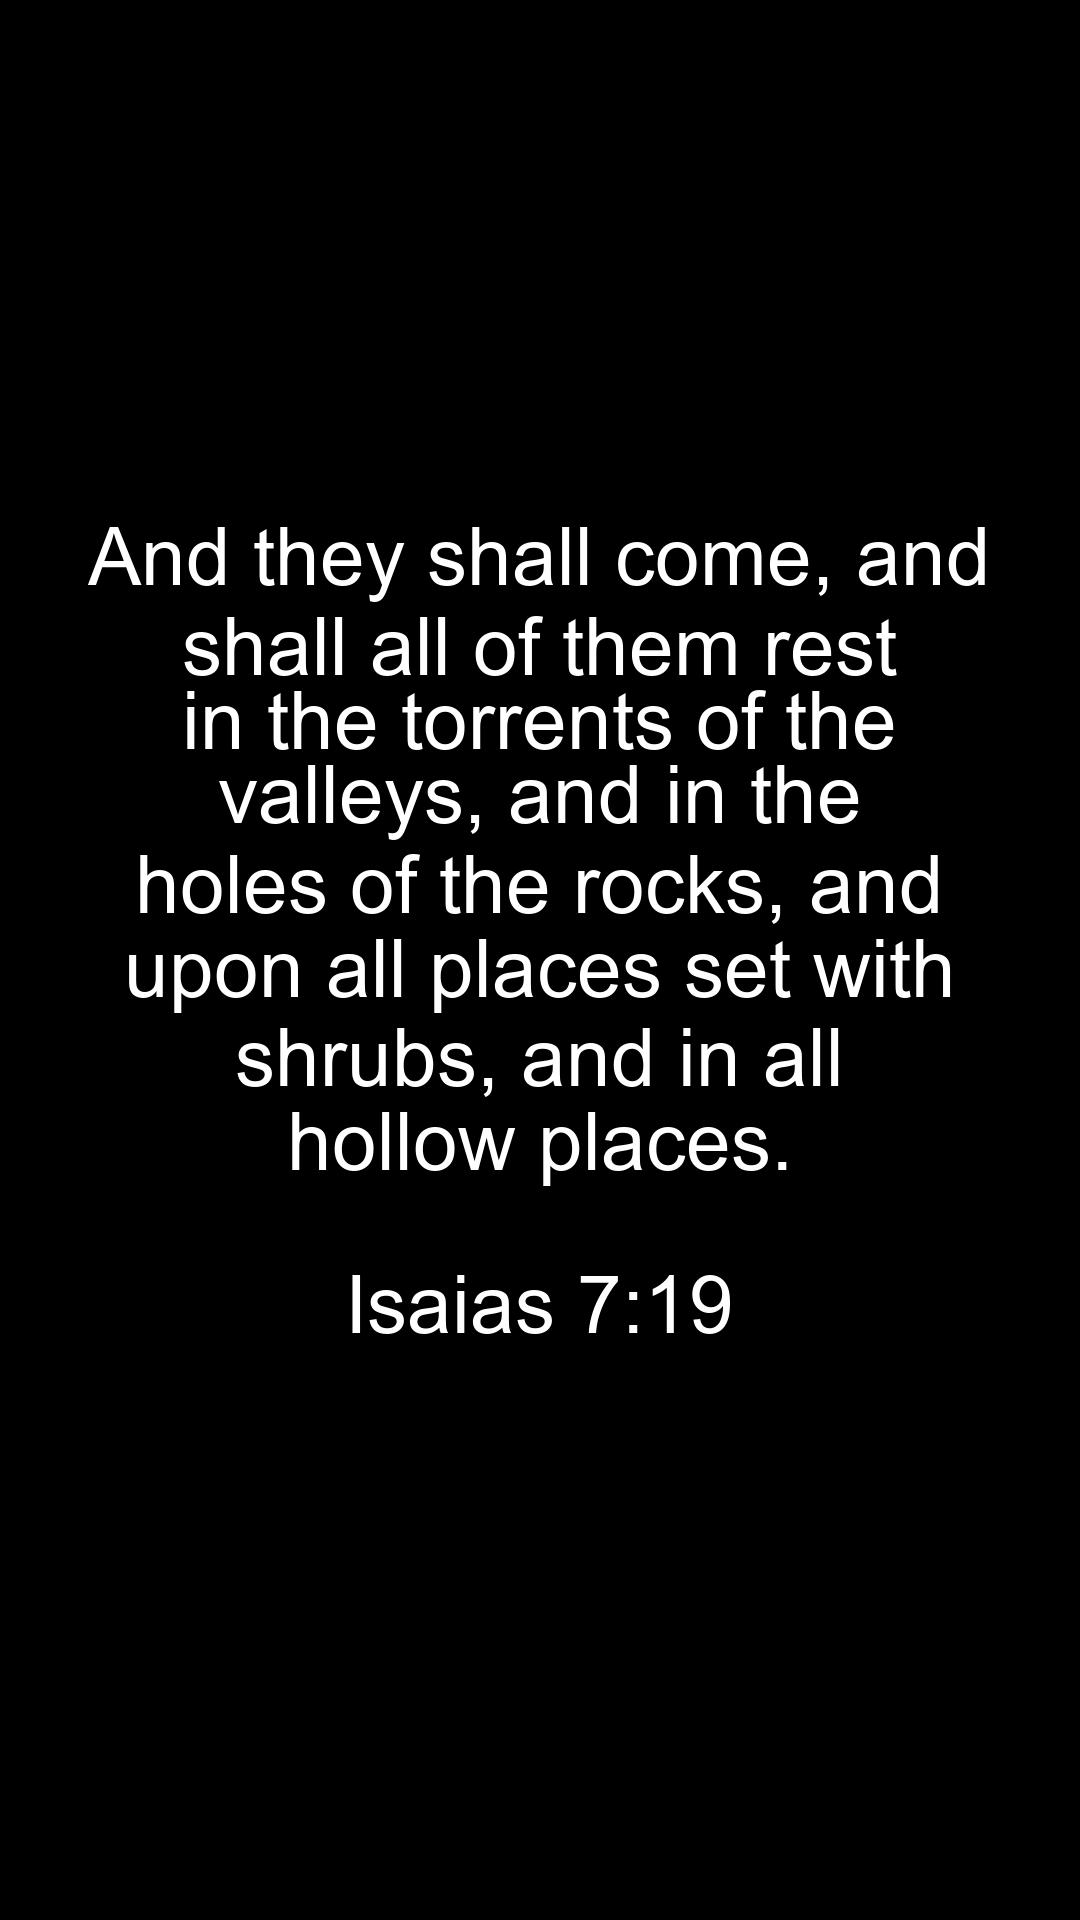 And they shall come, and
shall all of them rest
in the torrents of the
valleys, and in the
holes of the rocks, and
upon all places set with
shrubs, and in all
hollow places.
Isaias 7:19